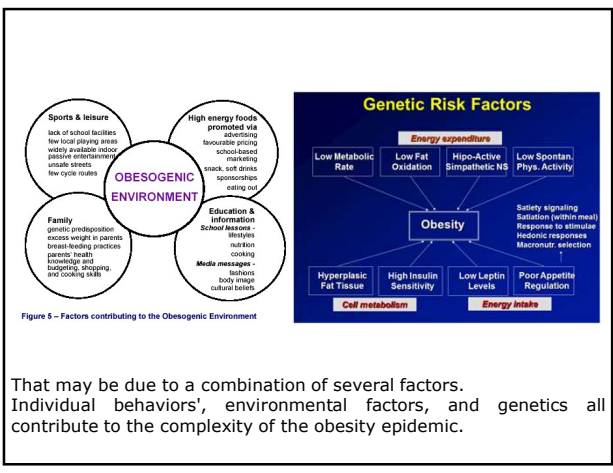 Sports & leisure
lack of school facilities
few local playing areas
widely available indoor
passive entertainment
unsafe streets
few cycle routes
High energy foods
promoted via
advertising
favourable pricing
school-based
marketing
snack, soft drinks
sponsorships
eating out
OBESOGENIC
ENVIRONMENT
Family
genetic predisposition
excess weight in parents
breast-feeding practices
parents' health
knowledge and
budgeting, shopping,
and cooking skills
Education &
information
School lessons -
lifestyles
nutrition
cooking
Media messages -
fashions
body image
cultural beliefs
Figure 5 – Factors contributing to the Obesogenic Environment
Genetic Risk Factors
Energy expenditure
Low Metabolic
Rate
Low Fat
Oxidation
Hipo-Active
Simpathetic NS
Low Spontan.
Phys. Activity
Obesity
Satiety signaling
Satiation (within meal)
Response to stimulae
Hedonic responses
Macronutr. selection
Hyperplasic
Fat Tissue
High Insulin
Sensitivity
Low Leptin
Levels
Poor Appetite
Regulation
Cell metabolism
Energy intake
That may be due to a combination of several factors.
Individual behaviors', environmental factors, and genetics all
contribute to the complexity of the obesity epidemic.